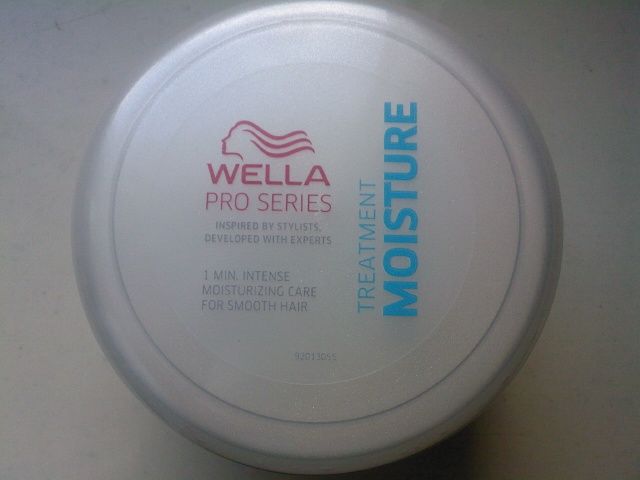 WELLA
PRO SERIES
INSPIRED BY STYLISTS,
DEVELOPED WITH EXPERTS
1 MIN. INTENSE
MOISTURIZING CARE
FOR SMOOTH HAIR
TREATMENT
MOISTURE
92013055